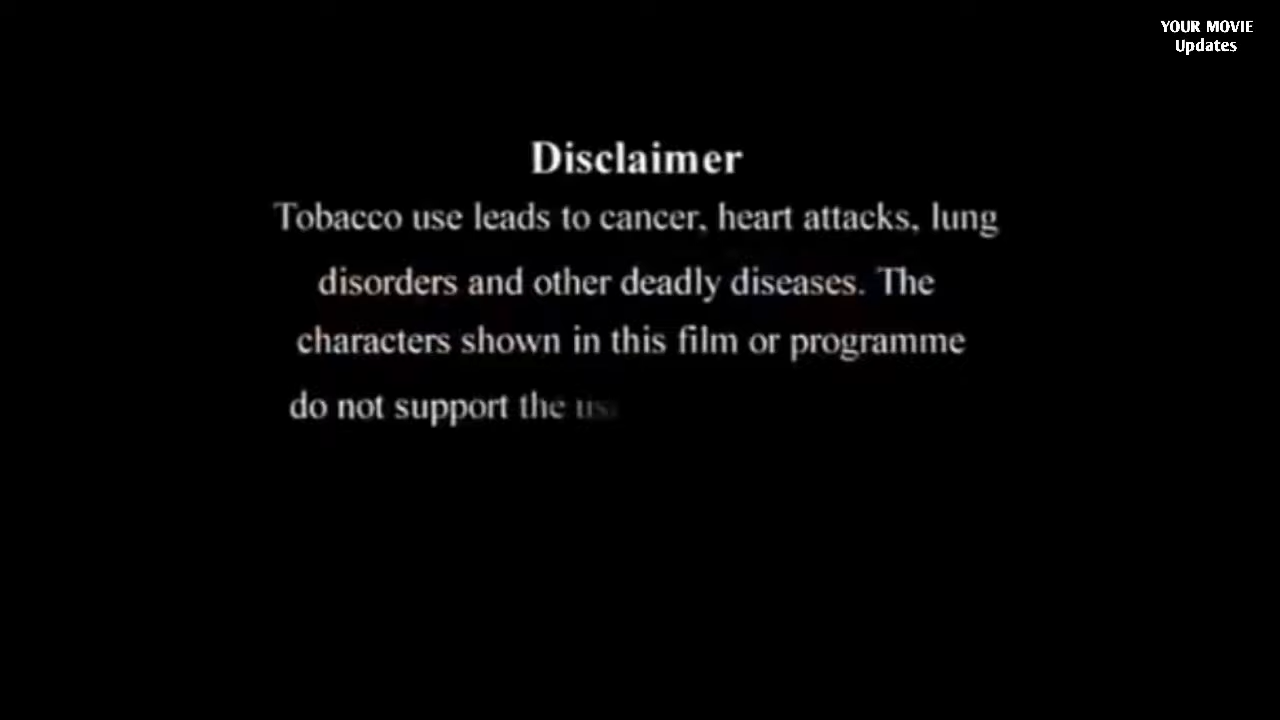 YOUR MOVIE
Updates
Disclaimer
Tobacco use leads to cancer, heart attacks, lung
disorders and other deadly diseases. The
characters shown in this film or programme
do not support the